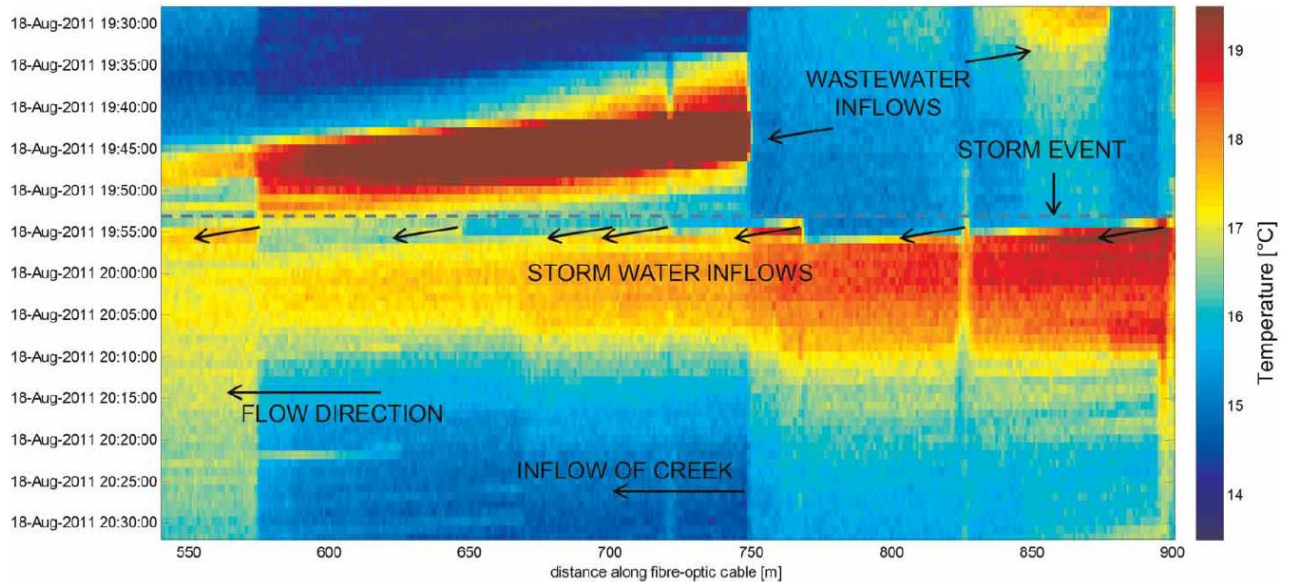 18-Aug-2011 19:30:00
18-Aug-2011 19:35:00
18-Aug-2011 19:40:00
18-Aug-2011 19:45:00
18-Aug-2011 19:50:00
18-Aug-2011 19:55:00
18-Aug-2011 20:00:00
18-Aug-2011 20:05:00
18-Aug-2011 20:10:00
18-Aug-2011 20:15:00
18-Aug-2011 20:20:00
18-Aug-2011 20:25:00
18-Aug-2011 20:30:00
WASTEWATER
INFLOWS
STORM EVENT
STORM WATER INFLOWS
FLOW DIRECTION
INFLOW OF CREEK
550
600
650
700
750
800
850
900
distance along fibre-optic cable [m]
19
18
17
16
15
14
Temperature [°C]